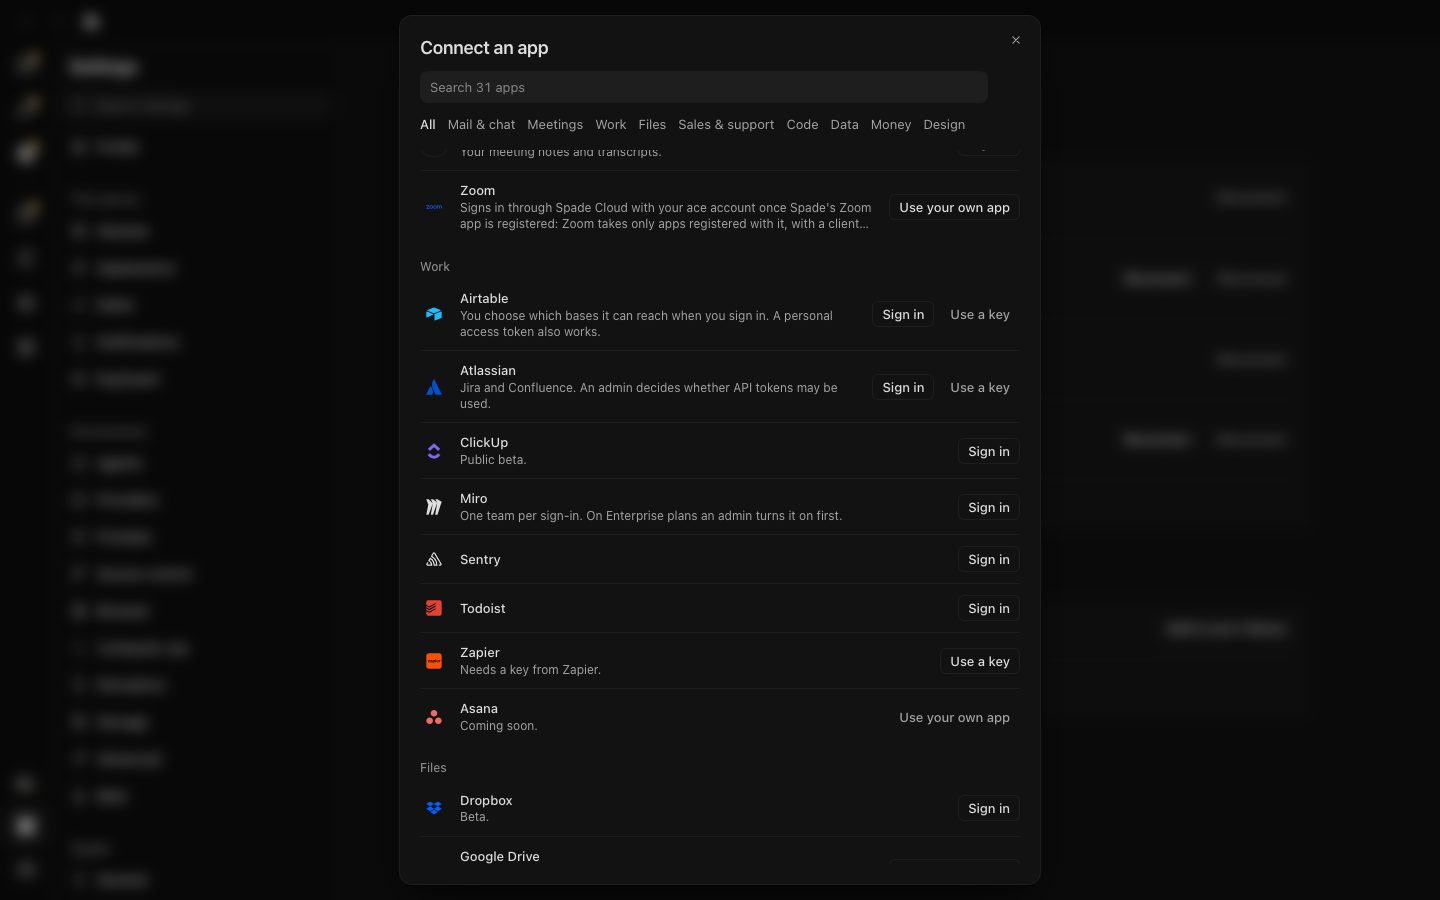 Connect an app
Search 31 apps
All Mail & chat Meetings Work Files Sales & support Code Data Money Design
Your meeting notes and transcripts.
Zoom
Signs in through Spade Cloud with your ace account once Spade's Zoom
app is registered: Zoom takes only apps registered with it, with a client...
Use your own app
Work
Airtable
You choose which bases it can reach when you sign in. A personal
access token also works.
Sign in Use a key
Atlassian
Jira and Confluence. An admin decides whether API tokens may be
used.
Sign in Use a key
ClickUp
Public beta.
Sign in
Miro
One team per sign-in. On Enterprise plans an admin turns it on first.
Sign in
Sentry
Sign in
Todoist
Sign in
Zapier
Needs a key from Zapier.
Use a key
Asana
Coming soon.
Use your own app
Files
Dropbox
Beta.
Sign in
Google Drive